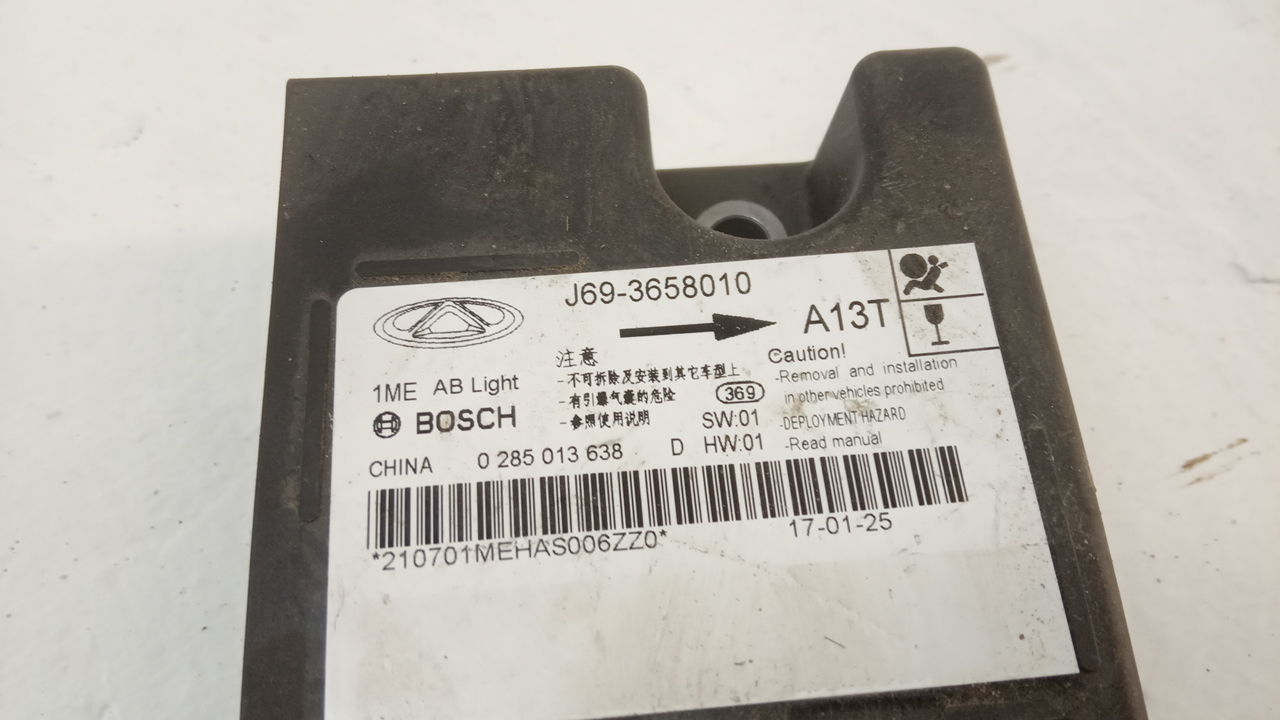 J69-3658010
A13T
1ME AB Light
BOSCH
注意
-不可拆除及安装到其它车型上
-有引爆气囊的危险
-参照使用说明
369
SW:01
HW:01
Caution!
-Removal and installation
in other vehicles prohibited
-DEPLOYMENT HAZARD
-Read manual
CHINA 0 285 013 638 D
*210701MEHAS006ZZ0*
17-01-25